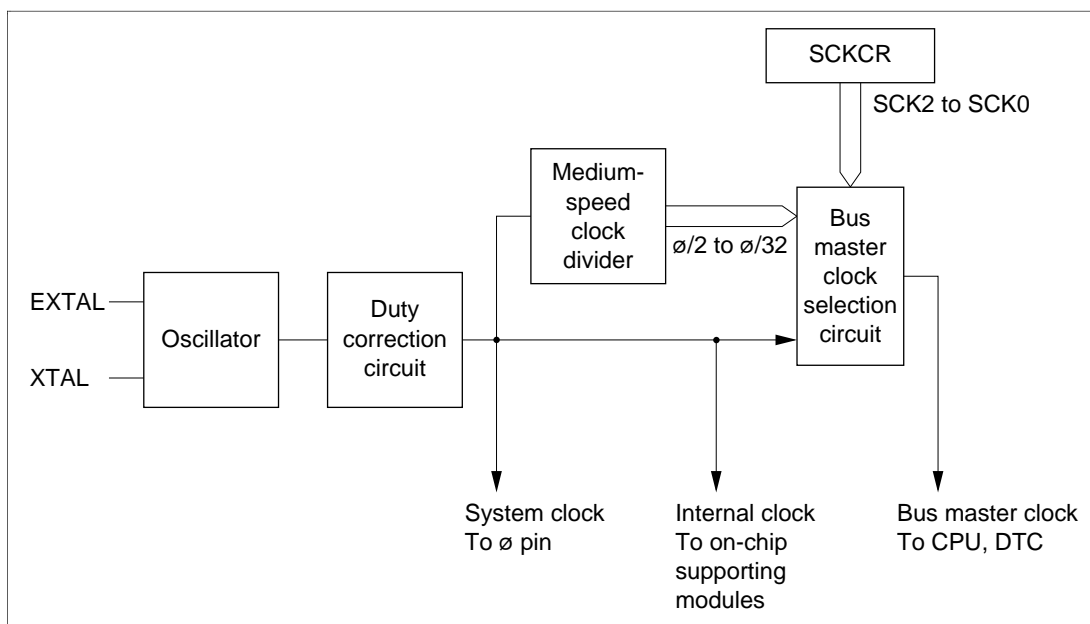 SCKCR
SCK2 to SCK0
Medium-
speed
clock
divider
ø/2 to ø/32
Bus
master
clock
selection
circuit
EXTAL
XTAL
Oscillator
Duty
correction
circuit
System clock
To ø pin
Internal clock
To on-chip
supporting
modules
Bus master clock
To CPU, DTC